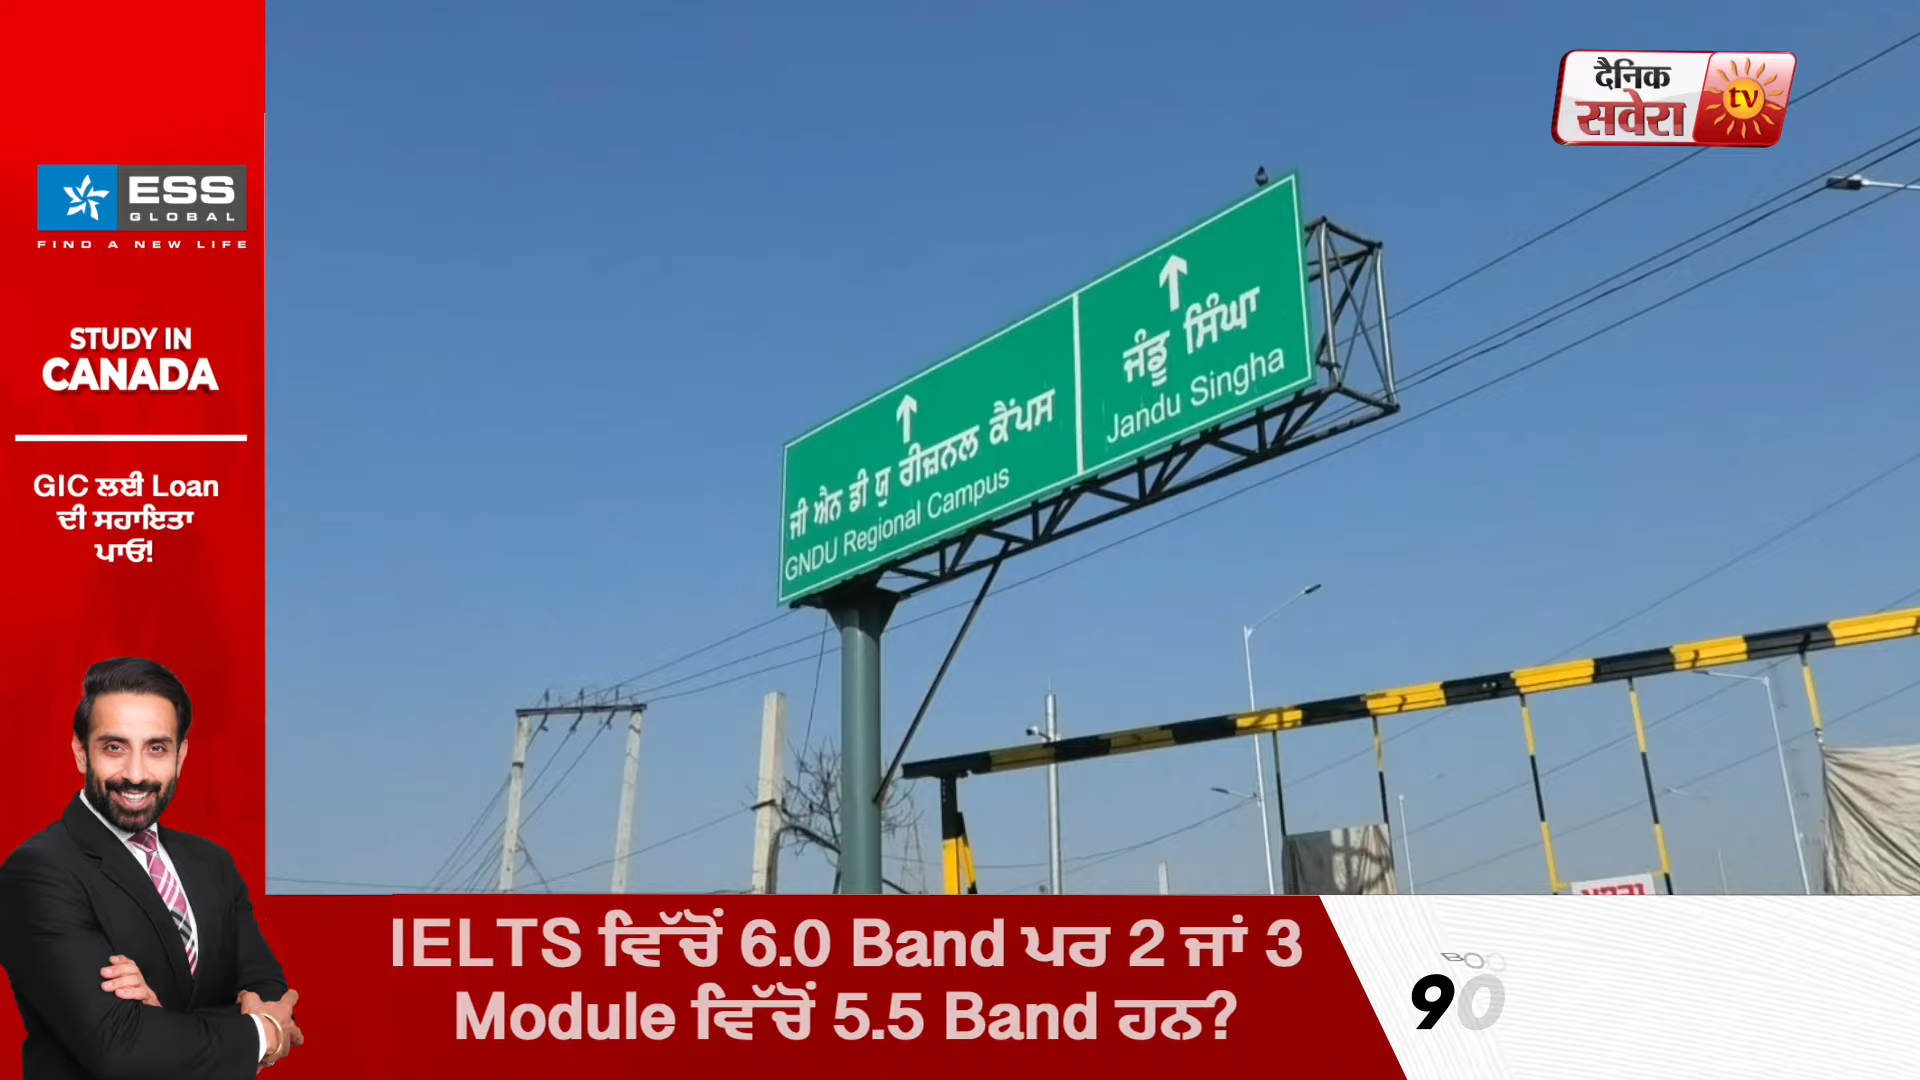 दैनिक
सवेरा
tv
ESS
GLOBAL
FIND A NEW LIFE
STUDY IN
CANADA
GIC ਲਈ Loan
ਦੀ ਸਹਾਇਤਾ
ਪਾਓ!
ਜੰਡੂ ਸਿੰਘਾ
Jandu Singha
ਜੀ ਐਨ ਡੀ ਯੁ ਰੀਜ਼ਨਲ ਕੈਂਪਸ
GNDU Regional Campus
IELTS ਵਿੱਚੋਂ 6.0 Band ਪਰ 2 ਜਾਂ 3
Module ਵਿੱਚੋਂ 5.5 Band ਹਨ?
90